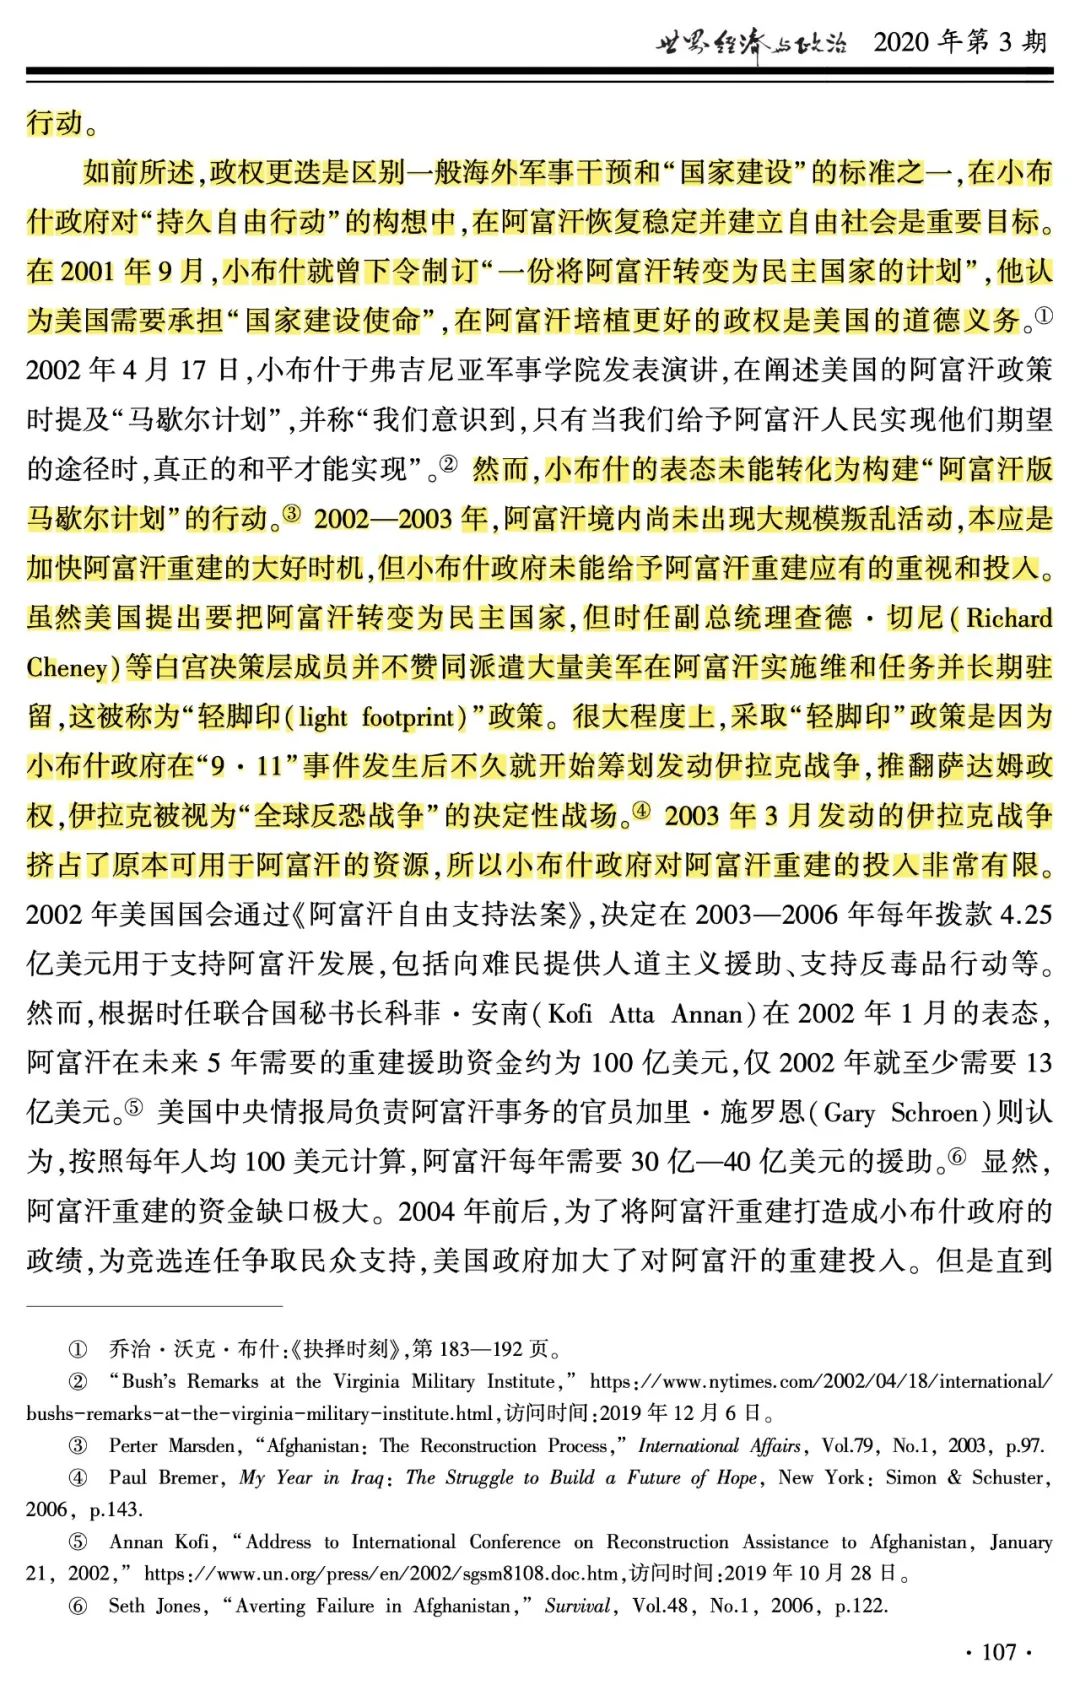 世界经济与政治 2020 年第 3 期
行动。
如前所述,政权更迭是区别一般海外军事干预和“国家建设”的标准之一,在小布
什政府对“持久自由行动”的构想中,在阿富汗恢复稳定并建立自由社会是重要目标。
在 2001 年 9 月,小布什就曾下令制订“一份将阿富汗转变为民主国家的计划”,他认
为美国需要承担“国家建设使命”,在阿富汗培植更好的政权是美国的道德义务。①
2002 年 4 月 17 日,小布什于弗吉尼亚军事学院发表演讲,在阐述美国的阿富汗政策
时提及“马歇尔计划”,并称“我们意识到,只有当我们给予阿富汗人民实现他们期望
的途径时,真正的和平才能实现”。② 然而,小布什的表态未能转化为构建“阿富汗版
马歇尔计划”的行动。③ 2002—2003 年,阿富汗境内尚未出现大规模叛乱活动,本应是
加快阿富汗重建的大好时机,但小布什政府未能给予阿富汗重建应有的重视和投入。
虽然美国提出要把阿富汗转变为民主国家,但时任副总统理查德·切尼(Richard
Cheney)等白宫决策层成员并不赞同派遣大量美军在阿富汗实施维和任务并长期驻
留,这被称为“轻脚印(light footprint)”政策。很大程度上,采取“轻脚印”政策是因为
小布什政府在“9·11”事件发生后不久就开始筹划发动伊拉克战争,推翻萨达姆政
权,伊拉克被视为“全球反恐战争”的决定性战场。④ 2003 年 3 月发动的伊拉克战争
挤占了原本可用于阿富汗的资源,所以小布什政府对阿富汗重建的投入非常有限。
2002 年美国国会通过《阿富汗自由支持法案》,决定在 2003—2006 年每年拨款 4.25
亿美元用于支持阿富汗发展,包括向难民提供人道主义援助、支持反毒品行动等。
然而,根据时任联合国秘书长科菲·安南(Kofi Atta Annan)在 2002 年 1 月的表态,
阿富汗在未来 5 年需要的重建援助资金约为 100 亿美元,仅 2002 年就至少需要 13
亿美元。⑤ 美国中央情报局负责阿富汗事务的官员加里·施罗恩(Gary Schroen)则认
为,按照每年人均 100 美元计算,阿富汗每年需要 30 亿—40 亿美元的援助。⑥ 显然,
阿富汗重建的资金缺口极大。2004 年前后,为了将阿富汗重建打造成小布什政府的
政绩,为竞选连任争取民众支持,美国政府加大了对阿富汗的重建投入。但是直到
① 乔治·沃克·布什:《抉择时刻》,第 183—192 页。
② “Bush's Remarks at the Virginia Military Institute,” https://www.nytimes.com/2002/04/18/international/
bushs-remarks-at-the-virginia-military-institute.html,访问时间:2019 年 12 月 6 日。
③ Perter Marsden, “Afghanistan: The Reconstruction Process,” International Affairs, Vol.79, No.1, 2003, p.97.
④ Paul Bremer, My Year in Iraq: The Struggle to Build a Future of Hope, New York: Simon & Schuster,
2006, p.143.
⑤ Annan Kofi, “Address to International Conference on Reconstruction Assistance to Afghanistan, January
21, 2002,” https://www.un.org/press/en/2002/sgsm8108.doc.htm,访问时间:2019 年 10 月 28 日。
⑥ Seth Jones, “Averting Failure in Afghanistan,” Survival, Vol.48, No.1, 2006, p.122.
·107·